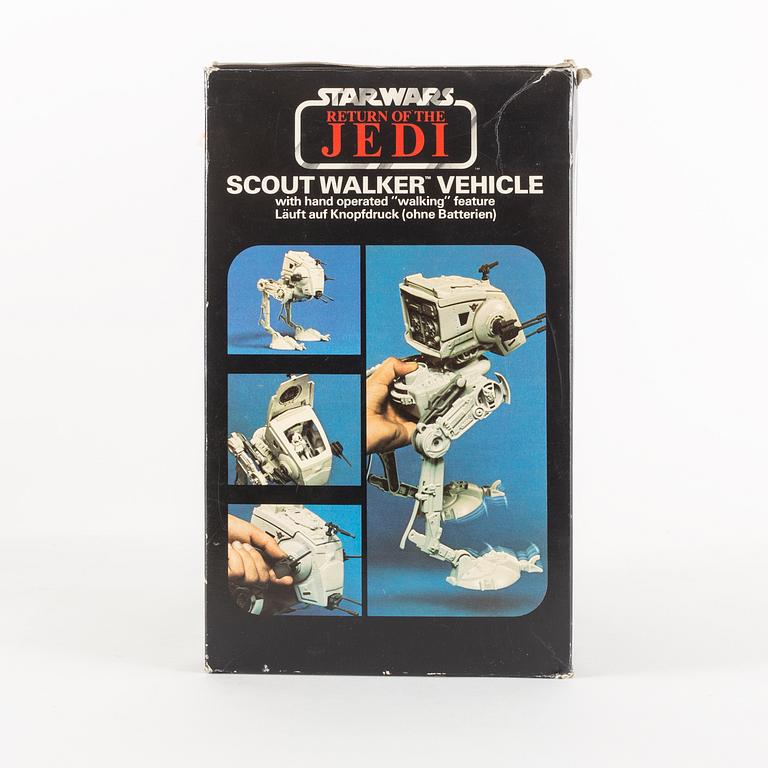 STAR WARS
RETURN OF THE
JEDI
SCOUT WALKER™ VEHICLE
with hand operated "walking" feature
Läuft auf Knopfdruck (ohne Batterien)